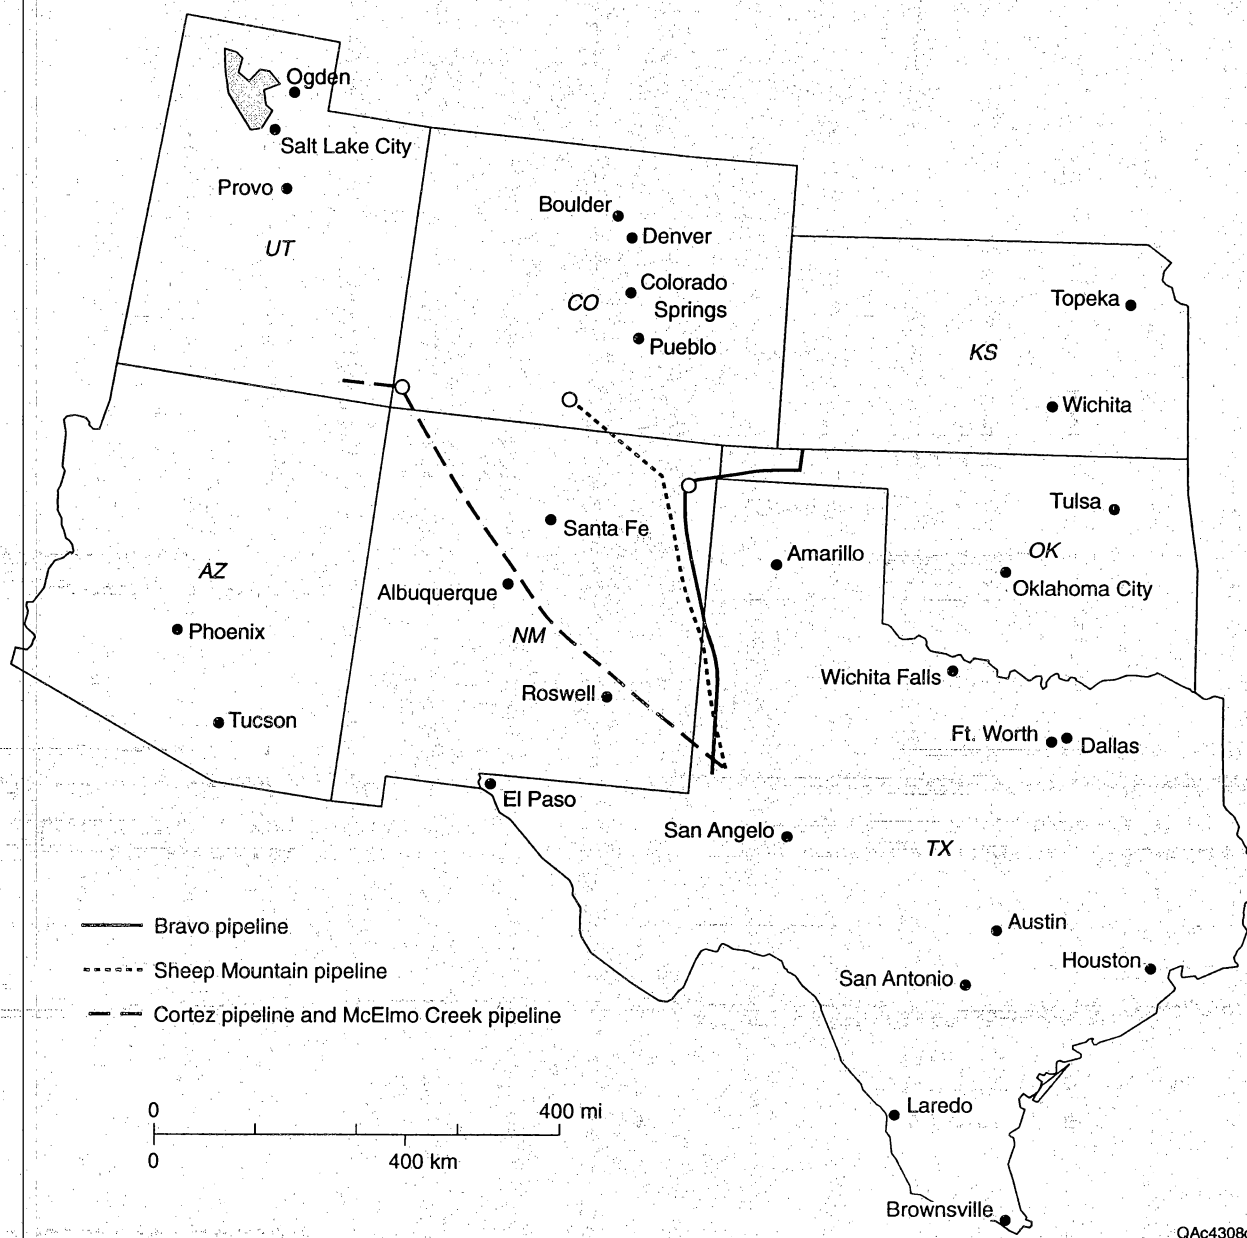 Ogden
Salt Lake City
Provo
UT
Boulder
Denver
Colorado
Springs
CO
Pueblo
Topeka
KS
Wichita
Santa Fe
Albuquerque
NM
Roswell
AZ
Phoenix
Tucson
Amarillo
Tulsa
OK
Oklahoma City
Wichita Falls
Ft. Worth
Dallas
El Paso
San Angelo
TX
Austin
Houston
San Antonio
Laredo
Brownsville
Bravo pipeline
Sheep Mountain pipeline
Cortez pipeline and McElmo Creek pipeline
0 400 mi
0 400 km